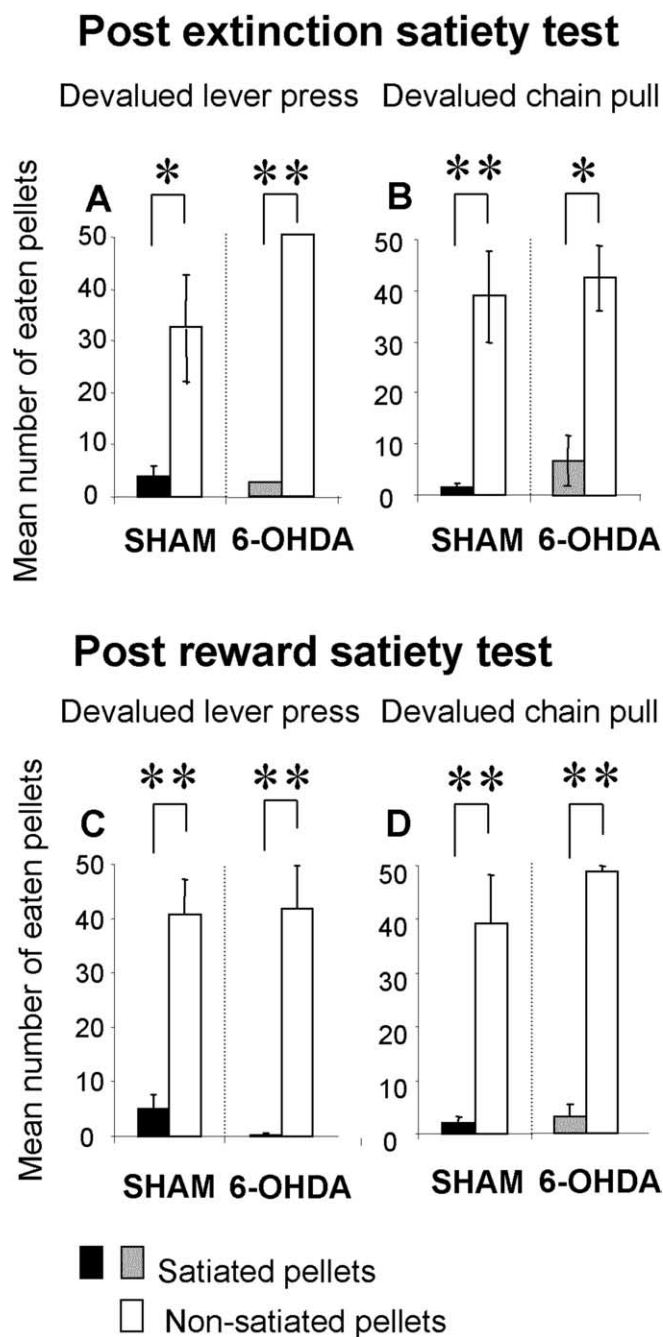 Post extinction satiety test
Devalued lever press Devalued chain pull
* ** ** *
A B
Mean number of eaten pellets
50 50
40 40
30 30
20 20
10 10
0 0
SHAM 6-OHDA SHAM 6-OHDA
Post reward satiety test
Devalued lever press Devalued chain pull
** ** ** **
C D
Mean number of eaten pellets
50 50
40 40
30 30
20 20
10 10
0 0
SHAM 6-OHDA SHAM 6-OHDA
Satiated pellets
Non-satiated pellets